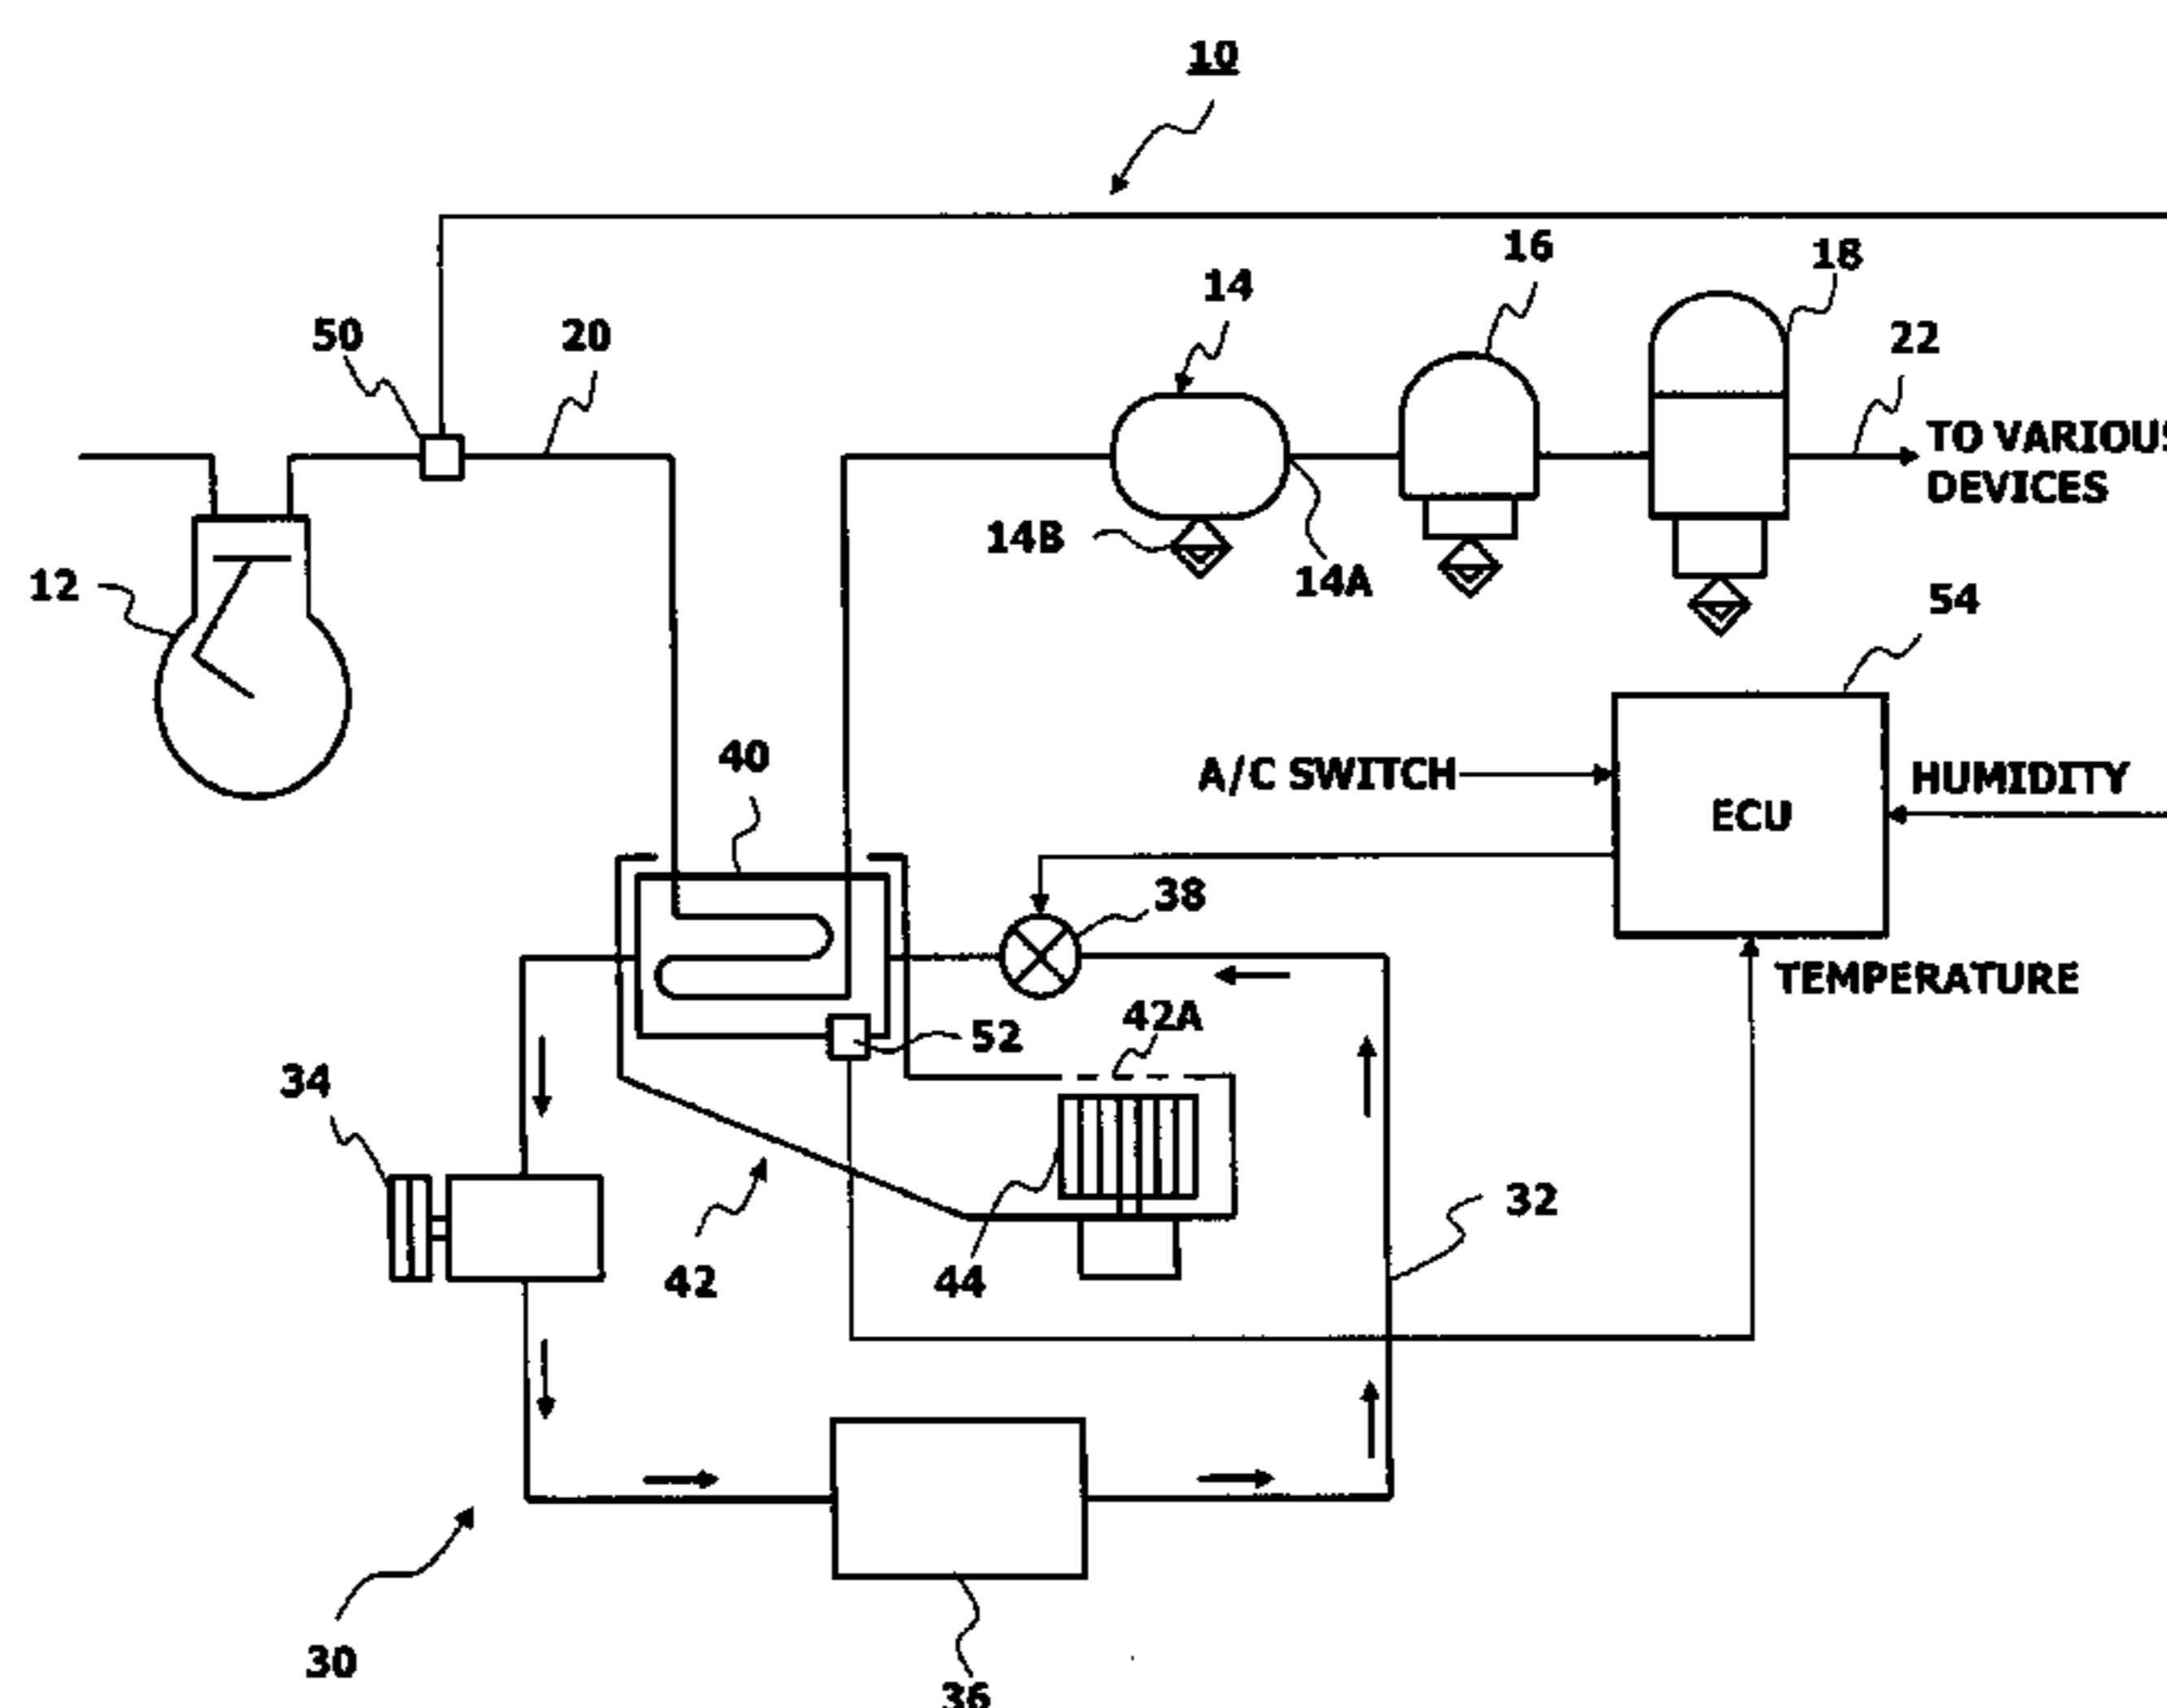 10
16
18
14
50
20
22
TO VARIOUS
DEVICES
14B
14A
12
54
40
A/C SWITCH
HUMIDITY
ECU
38
TEMPERATURE
42A
52
34
32
42
44
30
36